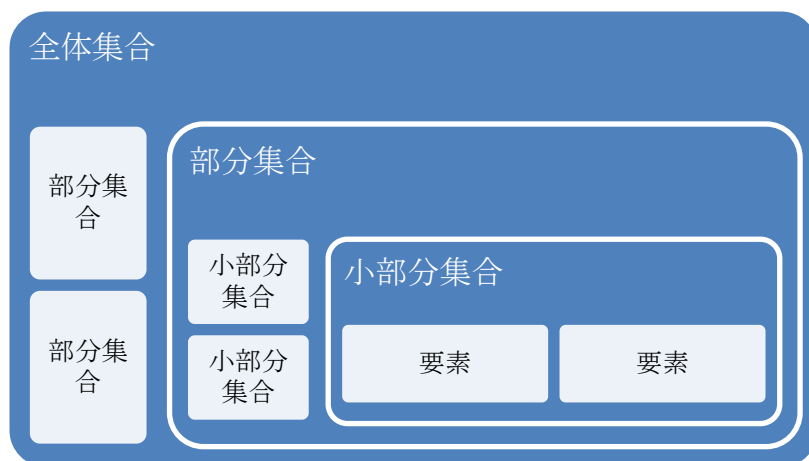 全体集合
部分集
合
部分集
合
部分集合
小部分
集合
小部分
集合
小部分集合
要素
要素